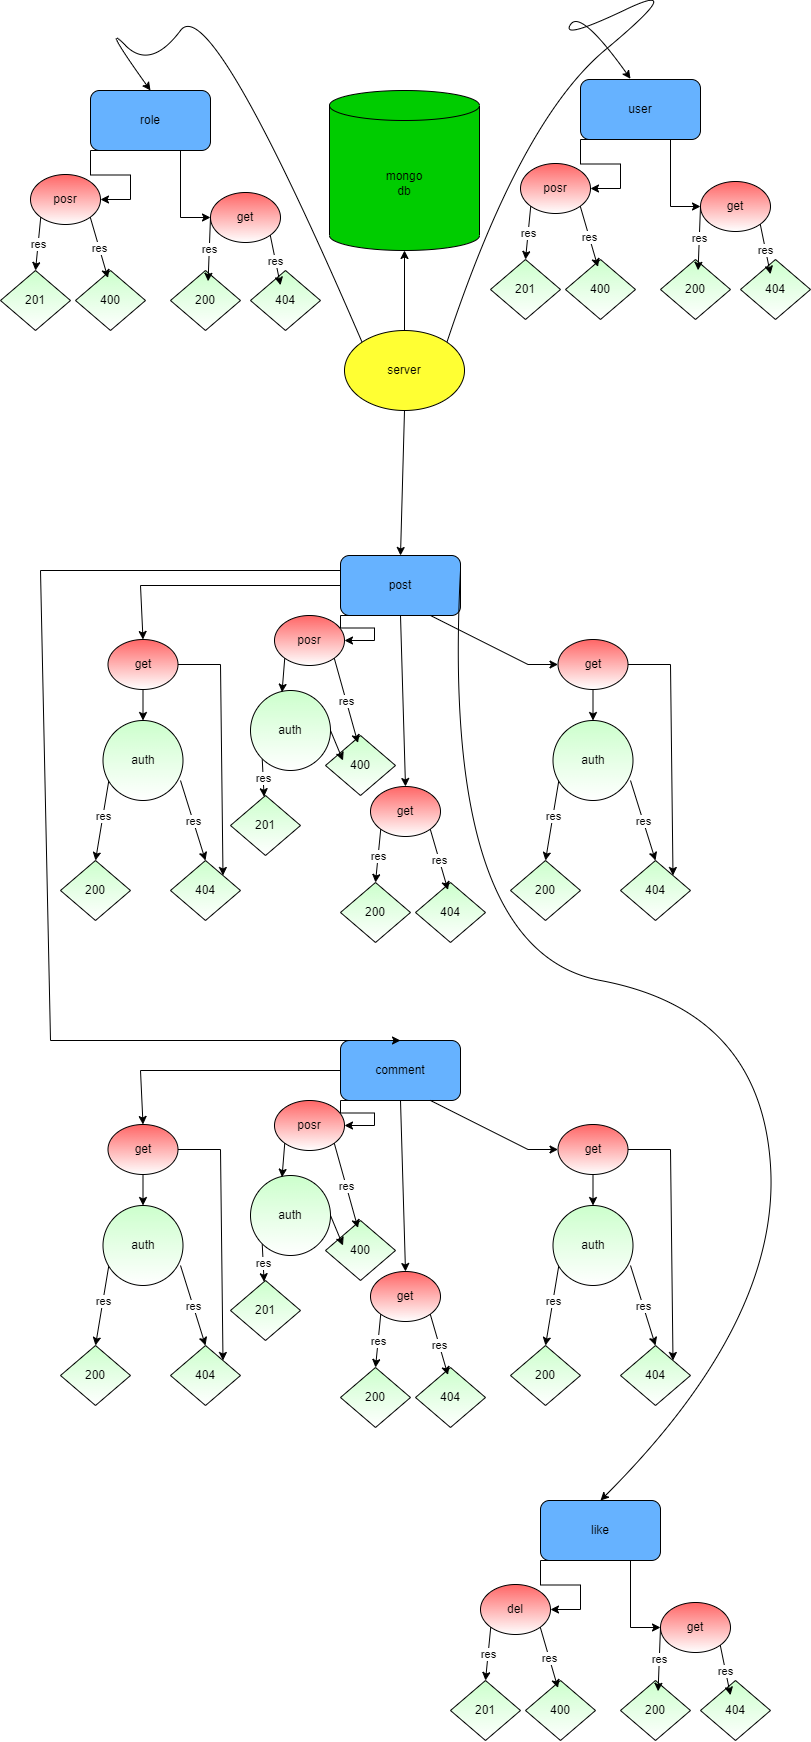 user
role
mongo
db
posr
posr
get
get
res
res
res
res
res
res
res
res
201
400
200
404
201
400
200
404
server
post
get
posr
get
auth
auth
auth
res
400
res
201
get
res
res
res
res
res
res
200
404
200
404
200
404
comment
get
posr
get
auth
auth
auth
res
400
res
201
get
res
res
res
res
res
res
200
404
200
404
200
404
like
del
get
res
res
res
res
201
400
200
404